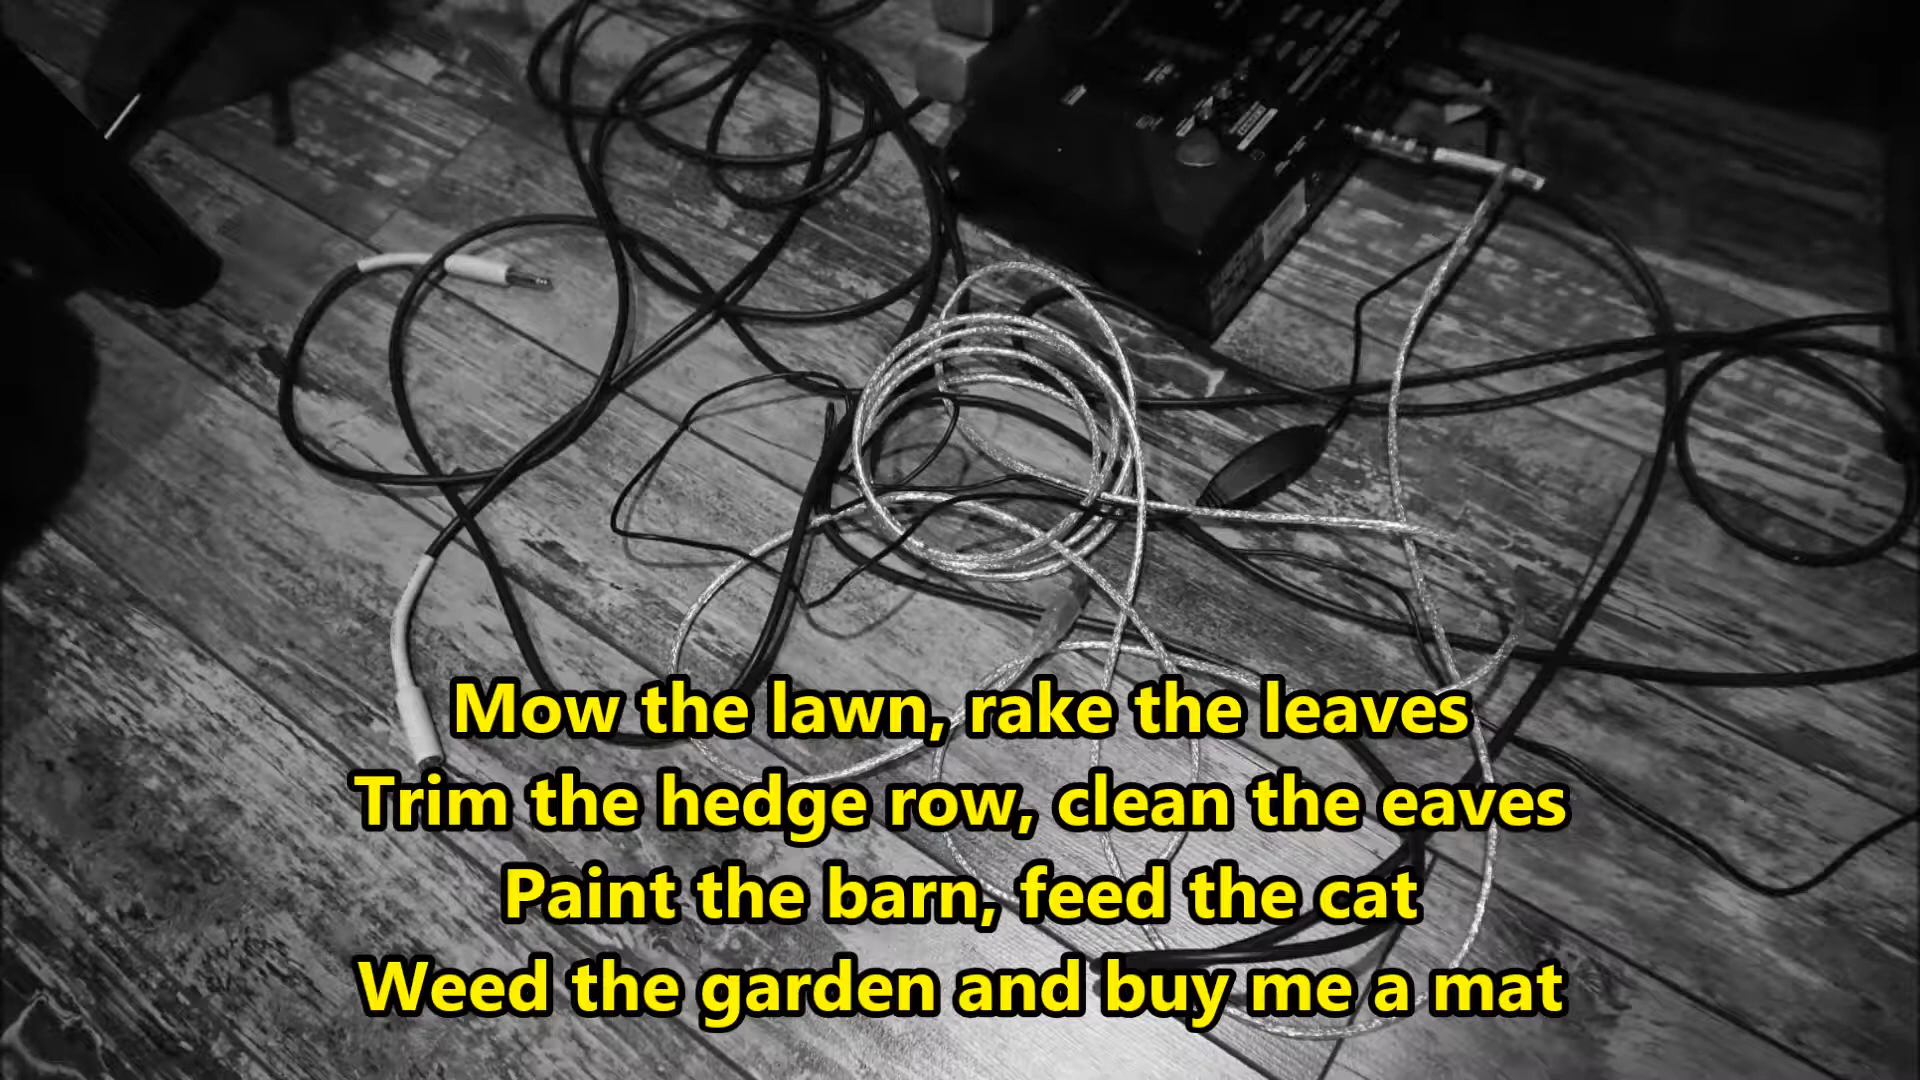 Mow the lawn, rake the leaves
Trim the hedge row, clean the eaves
Paint the barn, feed the cat
Weed the garden and buy me a mat